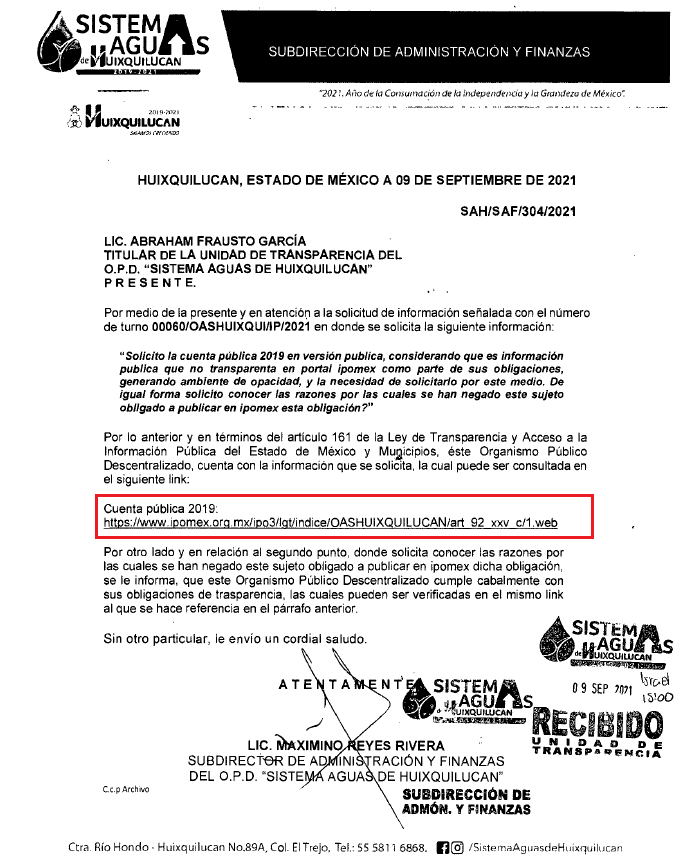 SISTEMA
AGUAS
de HUIXQUILUCAN
2019-2021
SUBDIRECCIÓN DE ADMINISTRACIÓN Y FINANZAS
"2021. Año de la Consumación de la Independencia y la Grandeza de México".
2019-2021
HUIXQUILUCAN
SIGAMOS CRECIENDO
HUIXQUILUCAN, ESTADO DE MÉXICO A 09 DE SEPTIEMBRE DE 2021
SAH/SAF/304/2021
LIC. ABRAHAM FRAUSTO GARCÍA
TITULAR DE LA UNIDAD DE TRANSPARENCIA DEL
O.P.D. "SISTEMA AGUAS DE HUIXQUILUCAN"
P R E S E N T E.
Por medio de la presente y en atención a la solicitud de información señalada con el número
de turno 00060/OASHUIXQUI/IP/2021 en donde se solicita la siguiente información:
"Solicito la cuenta pública 2019 en versión publica, considerando que es información
publica que no transparenta en portal ipomex como parte de sus obligaciones,
generando ambiente de opacidad, y la necesidad de solicitarlo por este medio. De
igual forma solicito conocer las razones por las cuales se han negado este sujeto
obligado a publicar en ipomex esta obligación?"
Por lo anterior y en términos del artículo 161 de la Ley de Transparencia y Acceso a la
Información Pública del Estado de México y Municipios, éste Organismo Público
Descentralizado, cuenta con la información que se solicita, la cual puede ser consultada en
el siguiente link:
Cuenta pública 2019:
https://www.ipomex.org.mx/ipo3/lgt/indice/OASHUIXQUILUCAN/art_92_xxv_c/1.web
Por otro lado y en relación al segundo punto, donde solicita conocer las razones por
las cuales se han negado este sujeto obligado a publicar en ipomex dicha obligación,
se le informa, que este Organismo Público Descentralizado cumple cabalmente con
sus obligaciones de trasparencia, las cuales pueden ser verificadas en el mismo link
al que se hace referencia en el párrafo anterior.
Sin otro particular, le envío un cordial saludo.
SISTEMA
AGUAS
de HUIXQUILUCAN
09 SEP 2021
Israel
15:00
RECIBIDO
UNIDAD DE
TRANSPARENCIA
A T E N T A M E N T E
SISTEMA
AGUAS
de HUIXQUILUCAN
LIC. MAXIMINO REYES RIVERA
SUBDIRECTOR DE ADMINISTRACIÓN Y FINANZAS
DEL O.P.D. "SISTEMA AGUAS DE HUIXQUILUCAN"
C.c.p Archivo
SUBDIRECCIÓN DE
ADMÓN. Y FINANZAS
Ctra. Río Hondo - Huixquilucan No.89A, Col. El Trejo, Tel.: 55 5811 6868. /SistemaAguasdeHuixquilucan